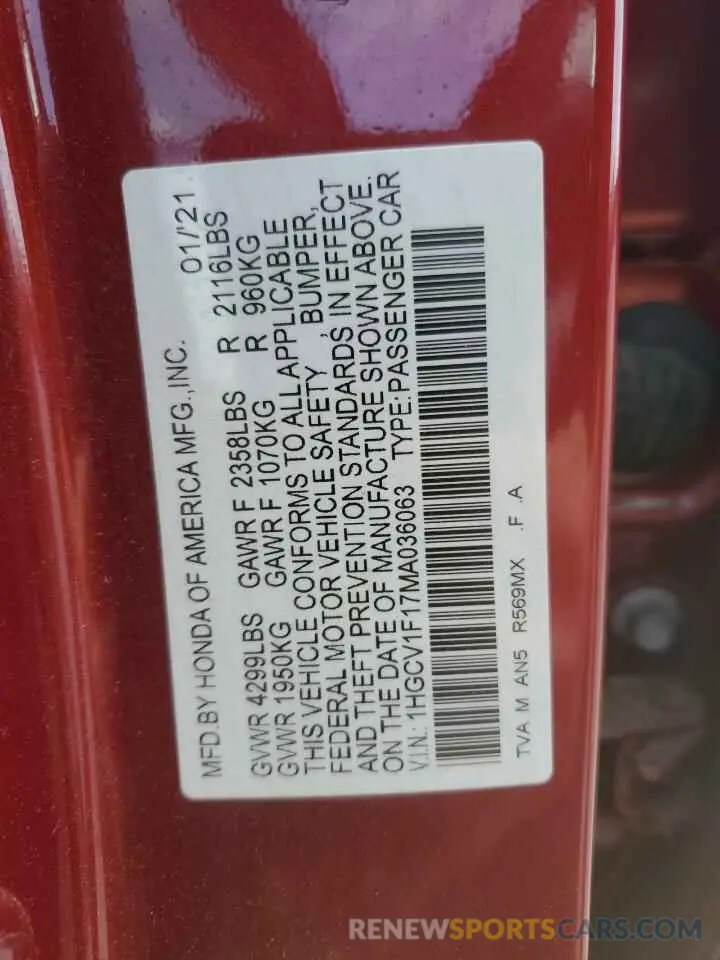 MFD.BY HONDA OF AMERICA MFG.,INC. 01/'21
GVWR 4299LBS GAWR F 2358LBS R 2116LBS
GVWR 1950KG GAWR F 1070KG R 960KG
THIS VEHICLE CONFORMS TO ALL APPLICABLE
FEDERAL MOTOR VEHICLE SAFETY , BUMPER,
AND THEFT PREVENTION STANDARDS, IN EFFECT
ON THE DATE OF MANUFACTURE SHOWN ABOVE.
V.I.N.: 1HGCV1F17MA036063 TYPE:PASSENGER CAR
TVA M AN5 R569MX .F .A
RENEWSPORTSCARS.COM